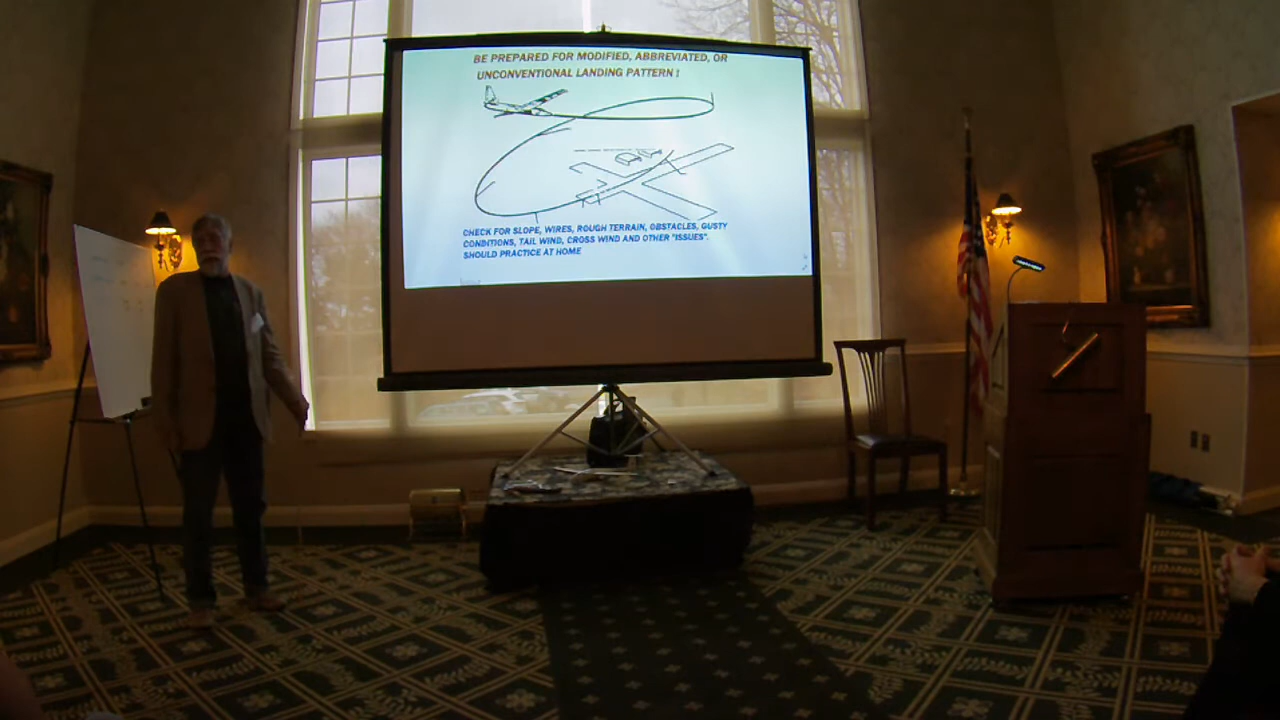 BE PREPARED FOR MODIFIED, ABBREVIATED, OR
UNCONVENTIONAL LANDING PATTERN !
CHECK FOR SLOPE, WIRES, ROUGH TERRAIN, OBSTACLES, GUSTY
CONDITIONS, TAIL WIND, CROSS WIND AND OTHER "ISSUES".
SHOULD PRACTICE AT HOME